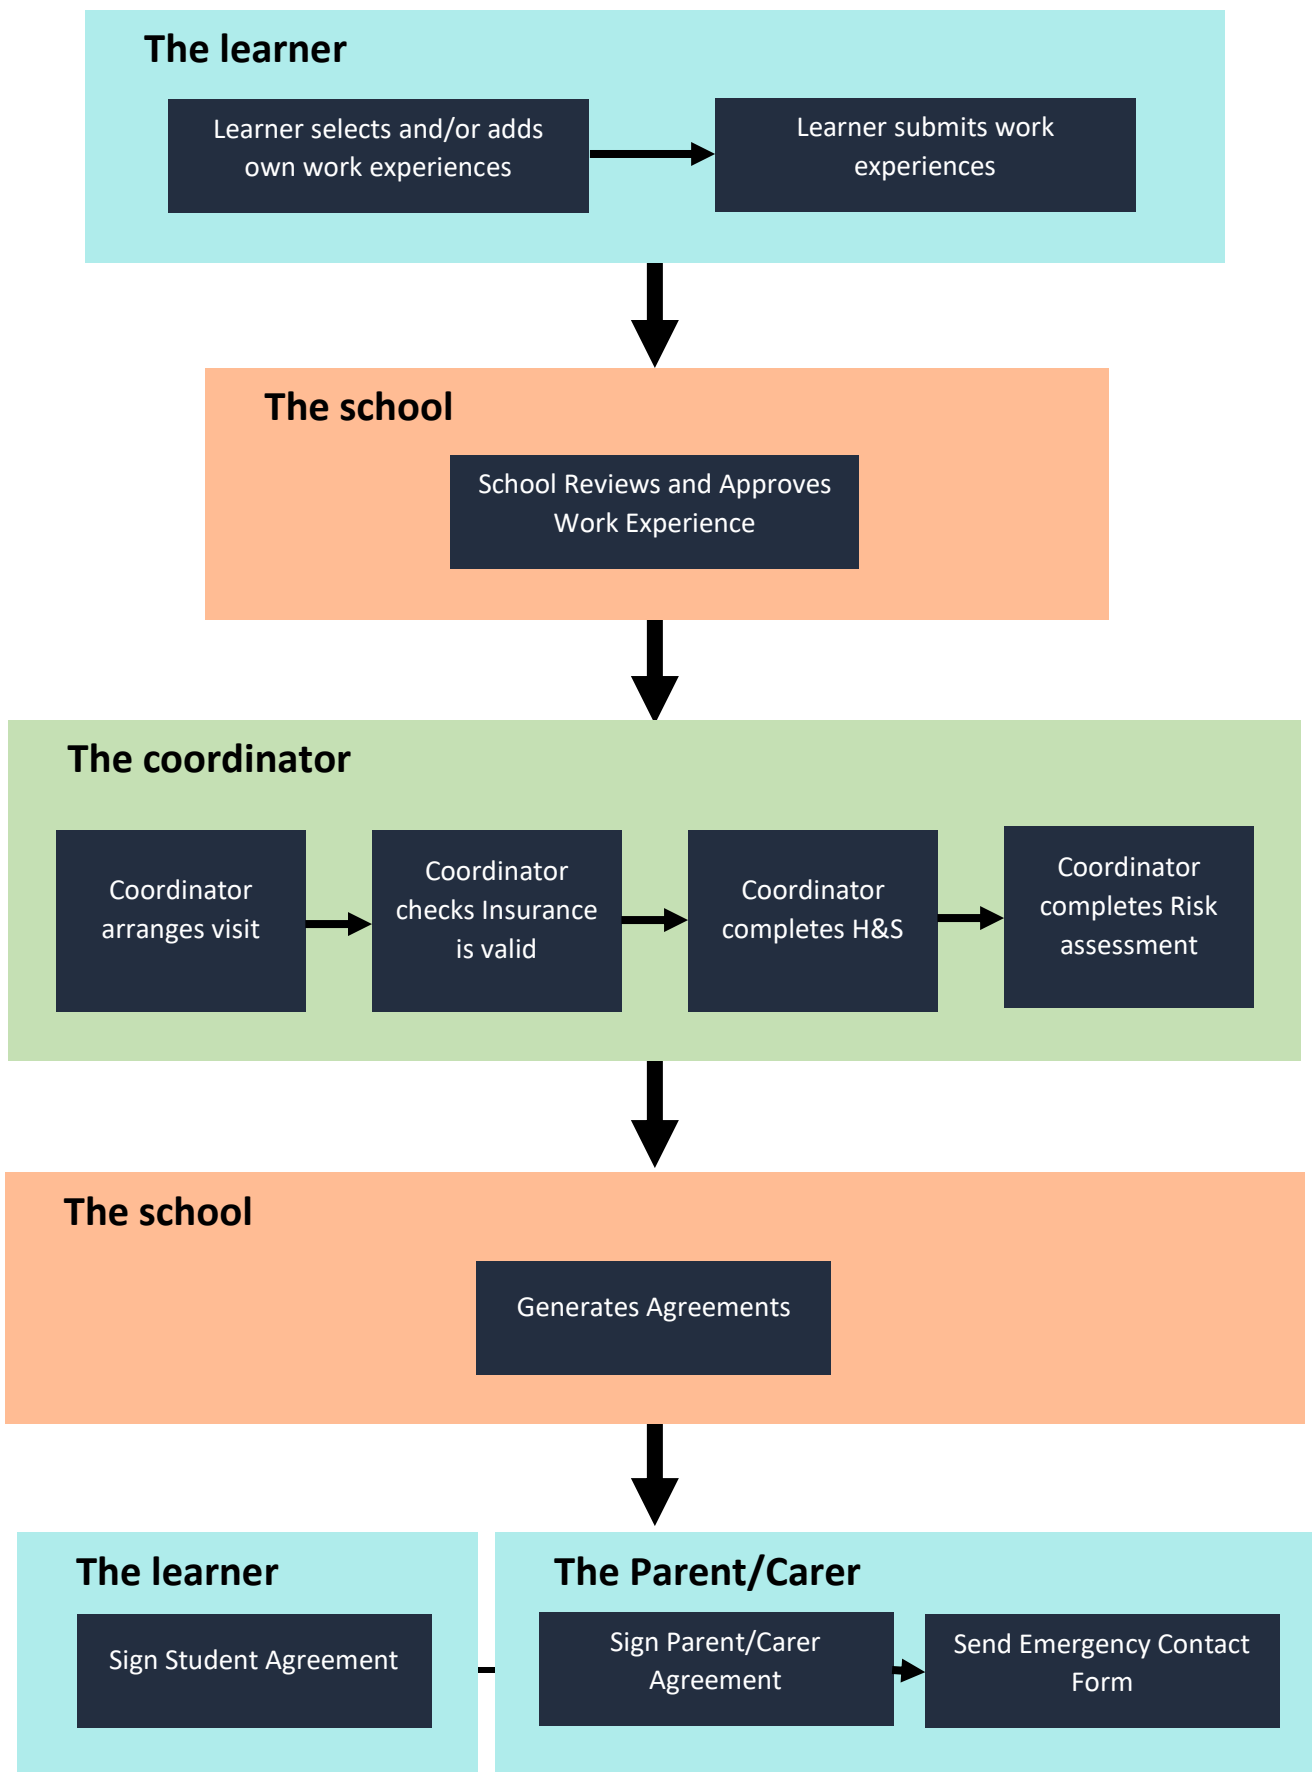 The learner
Learner selects and/or adds
own work experiences
Learner submits work
experiences
The school
School Reviews and Approves
Work Experience
The coordinator
Coordinator
arranges visit
Coordinator
checks Insurance
is valid
Coordinator
completes H&S
Coordinator
completes Risk
assessment
The school
Generates Agreements
The learner
Sign Student Agreement
The Parent/Carer
Sign Parent/Carer
Agreement
Send Emergency Contact
Form